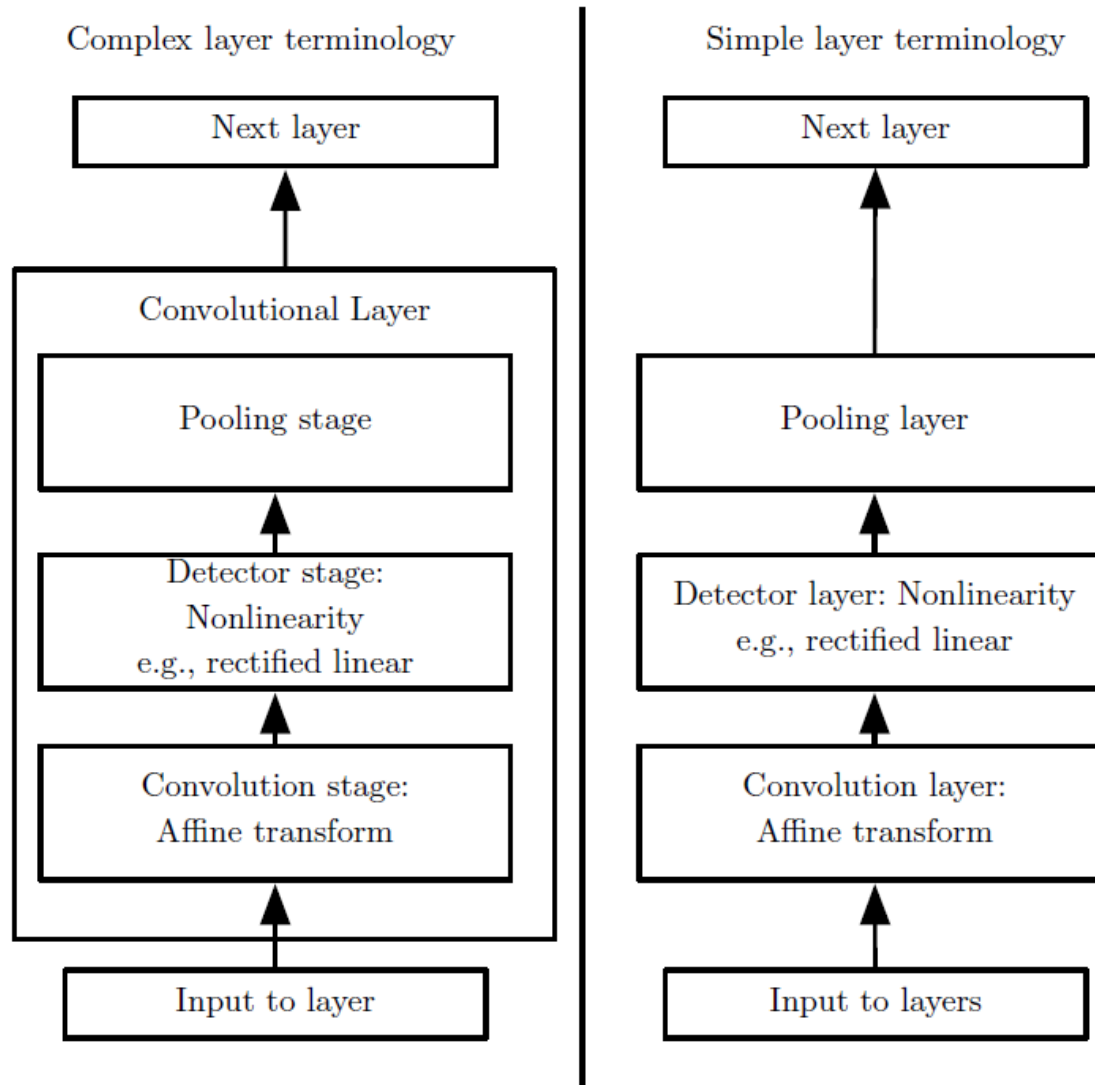 Complex layer terminology
Next layer
Convolutional Layer
Pooling stage
Detector stage:
Nonlinearity
e.g., rectified linear
Convolution stage:
Affine transform
Input to layer
Simple layer terminology
Next layer
Pooling layer
Detector layer: Nonlinearity
e.g., rectified linear
Convolution layer:
Affine transform
Input to layers